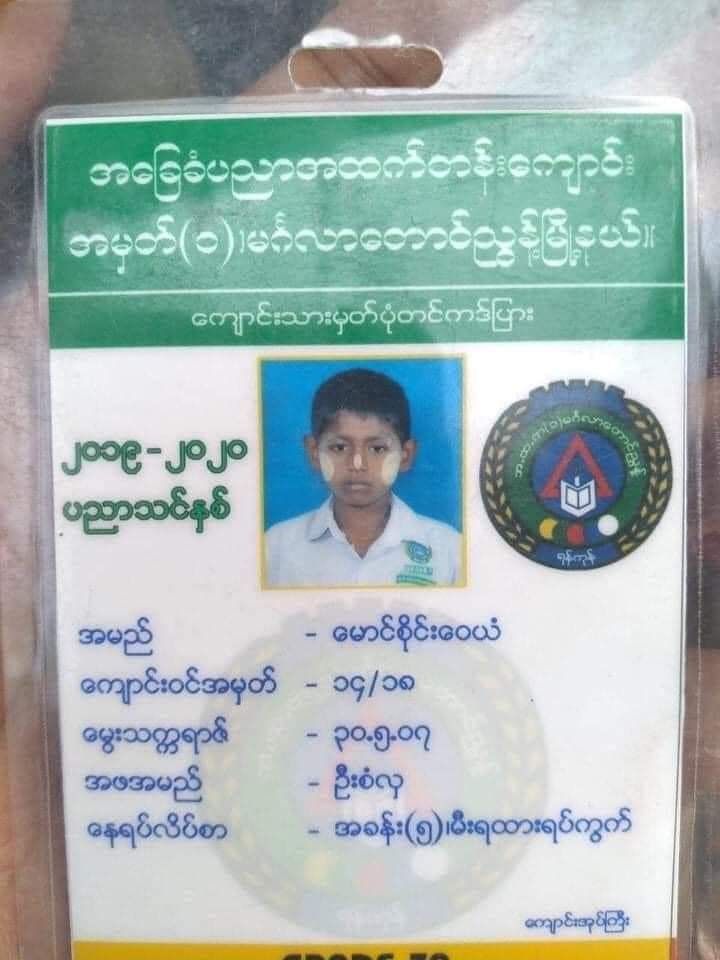 အခြေခံပညာအထက်တန်းကျောင်း
အမှတ်(၁)၊မင်္ဂလာတောင်ညွန့်မြို့နယ်။
ကျောင်းသားမှတ်ပုံတင်ကဒ်ပြား
၂၀၁၉-၂၀၂၀
ပညာသင်နှစ်
အ.ထ.က(၁)မင်္ဂလာတောင်ညွန့်
ရန်ကုန်
အမည် - မောင်စိုင်းဝေယံ
ကျောင်းဝင်အမှတ် - ၁၄/၁၈
မွေးသက္ကရာဇ် - ၃၀.၅.၀၇
အဖအမည် - ဦးစံလှ
နေရပ်လိပ်စာ - အခန်း(၅)၊မီးရထားရပ်ကွက်
ကျောင်းအုပ်ကြီး